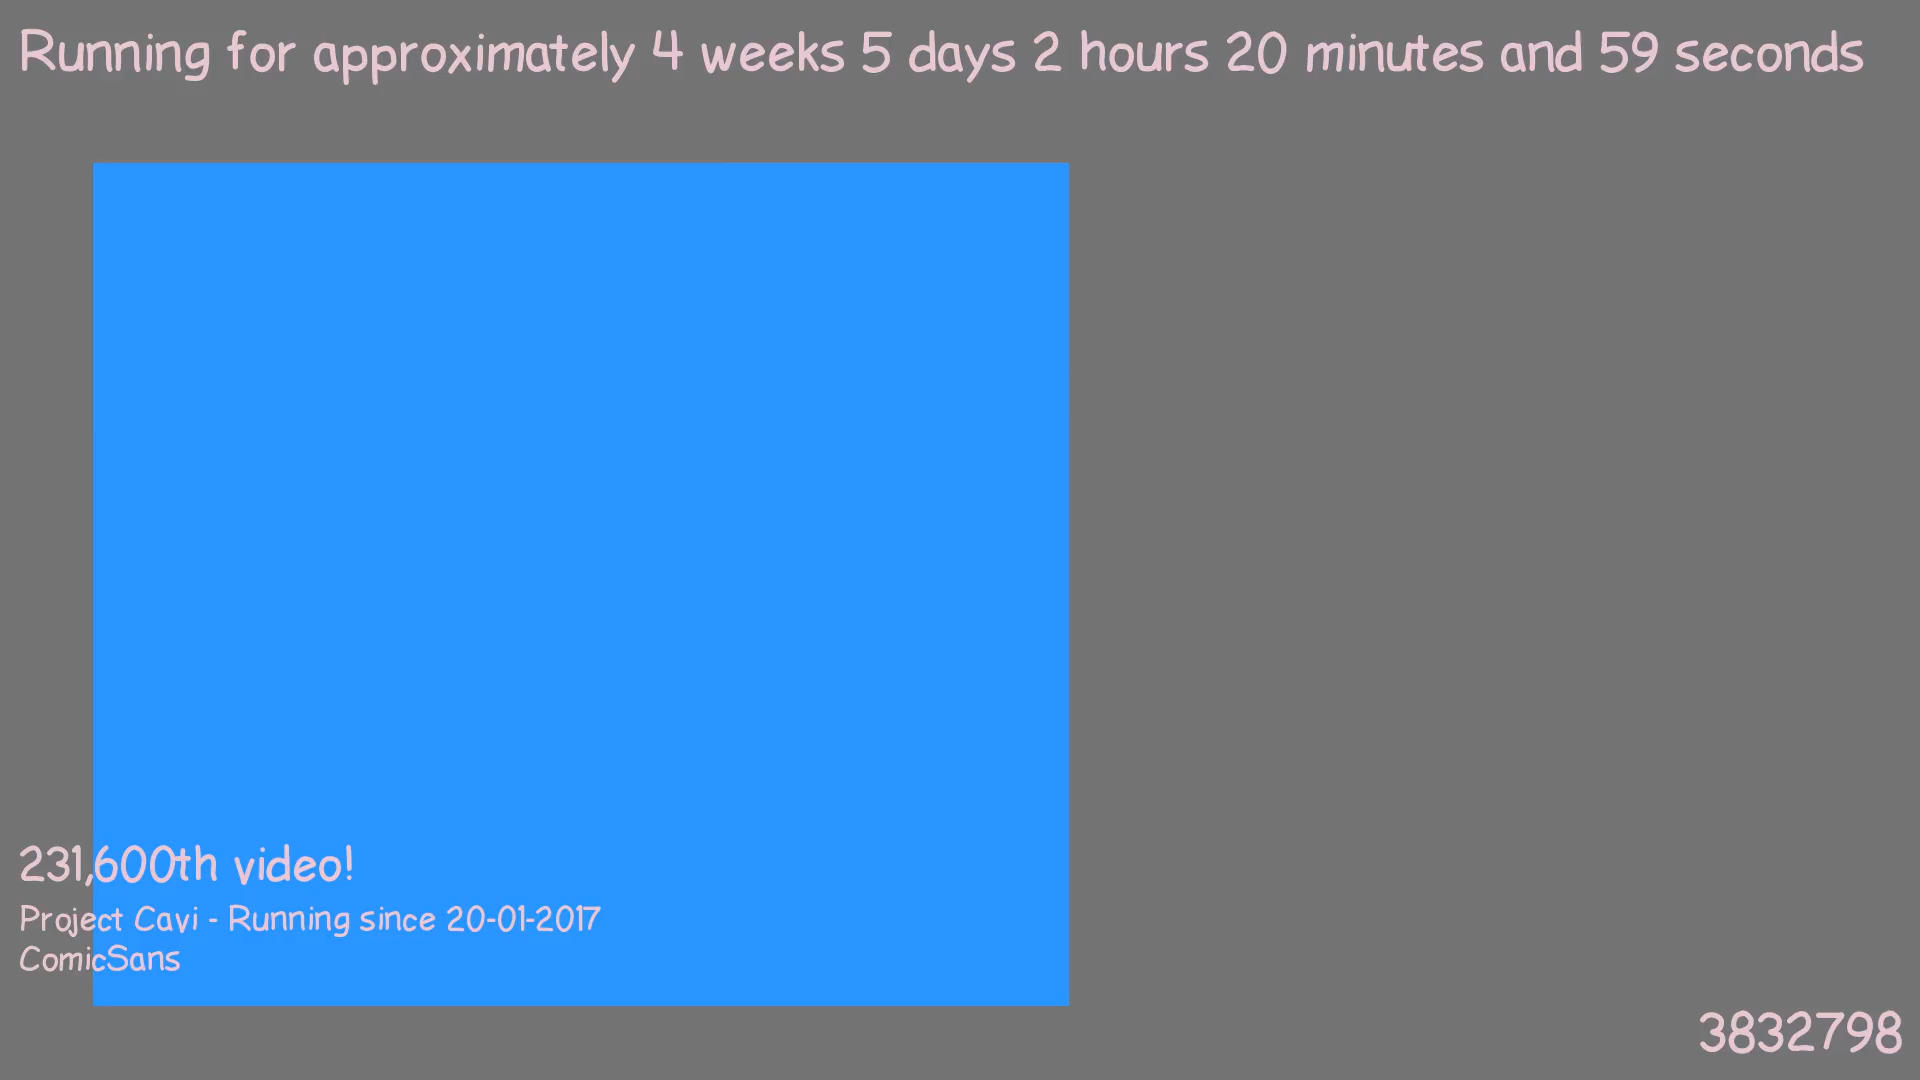 Running for approximately 4 weeks 5 days 2 hours 20 minutes and 59 seconds
231,600th video!
Project Cavi - Running since 20-01-2017
ComicSans
3832798